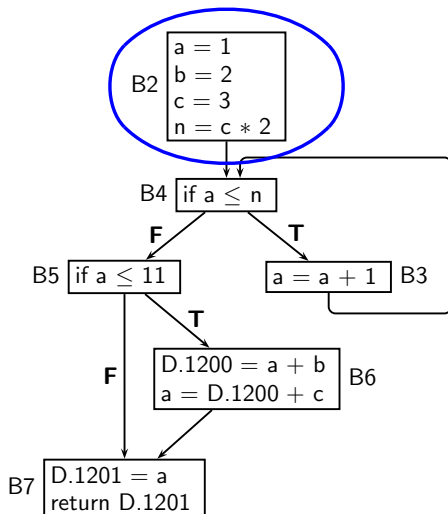 B2
a = 1
b = 2
c = 3
n = c * 2
B4
if a ≤ n
F
T
B5
if a ≤ 11
a = a + 1
B3
T
F
D.1200 = a + b
a = D.1200 + c
B6
B7
D.1201 = a
return D.1201